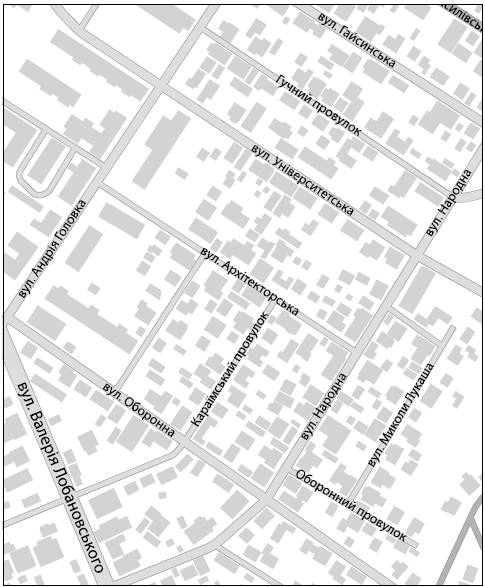 вул. Гайсинська
Гучний провулок
вул. Університетська
вул. Народна
вул. Андрія Головка
вул. Архітекторська
Караїмський провулок
вул. Оборонна
вул. Народна
вул. Миколи Лукаша
вул. Валерія Лобановського
Оборонний провулок